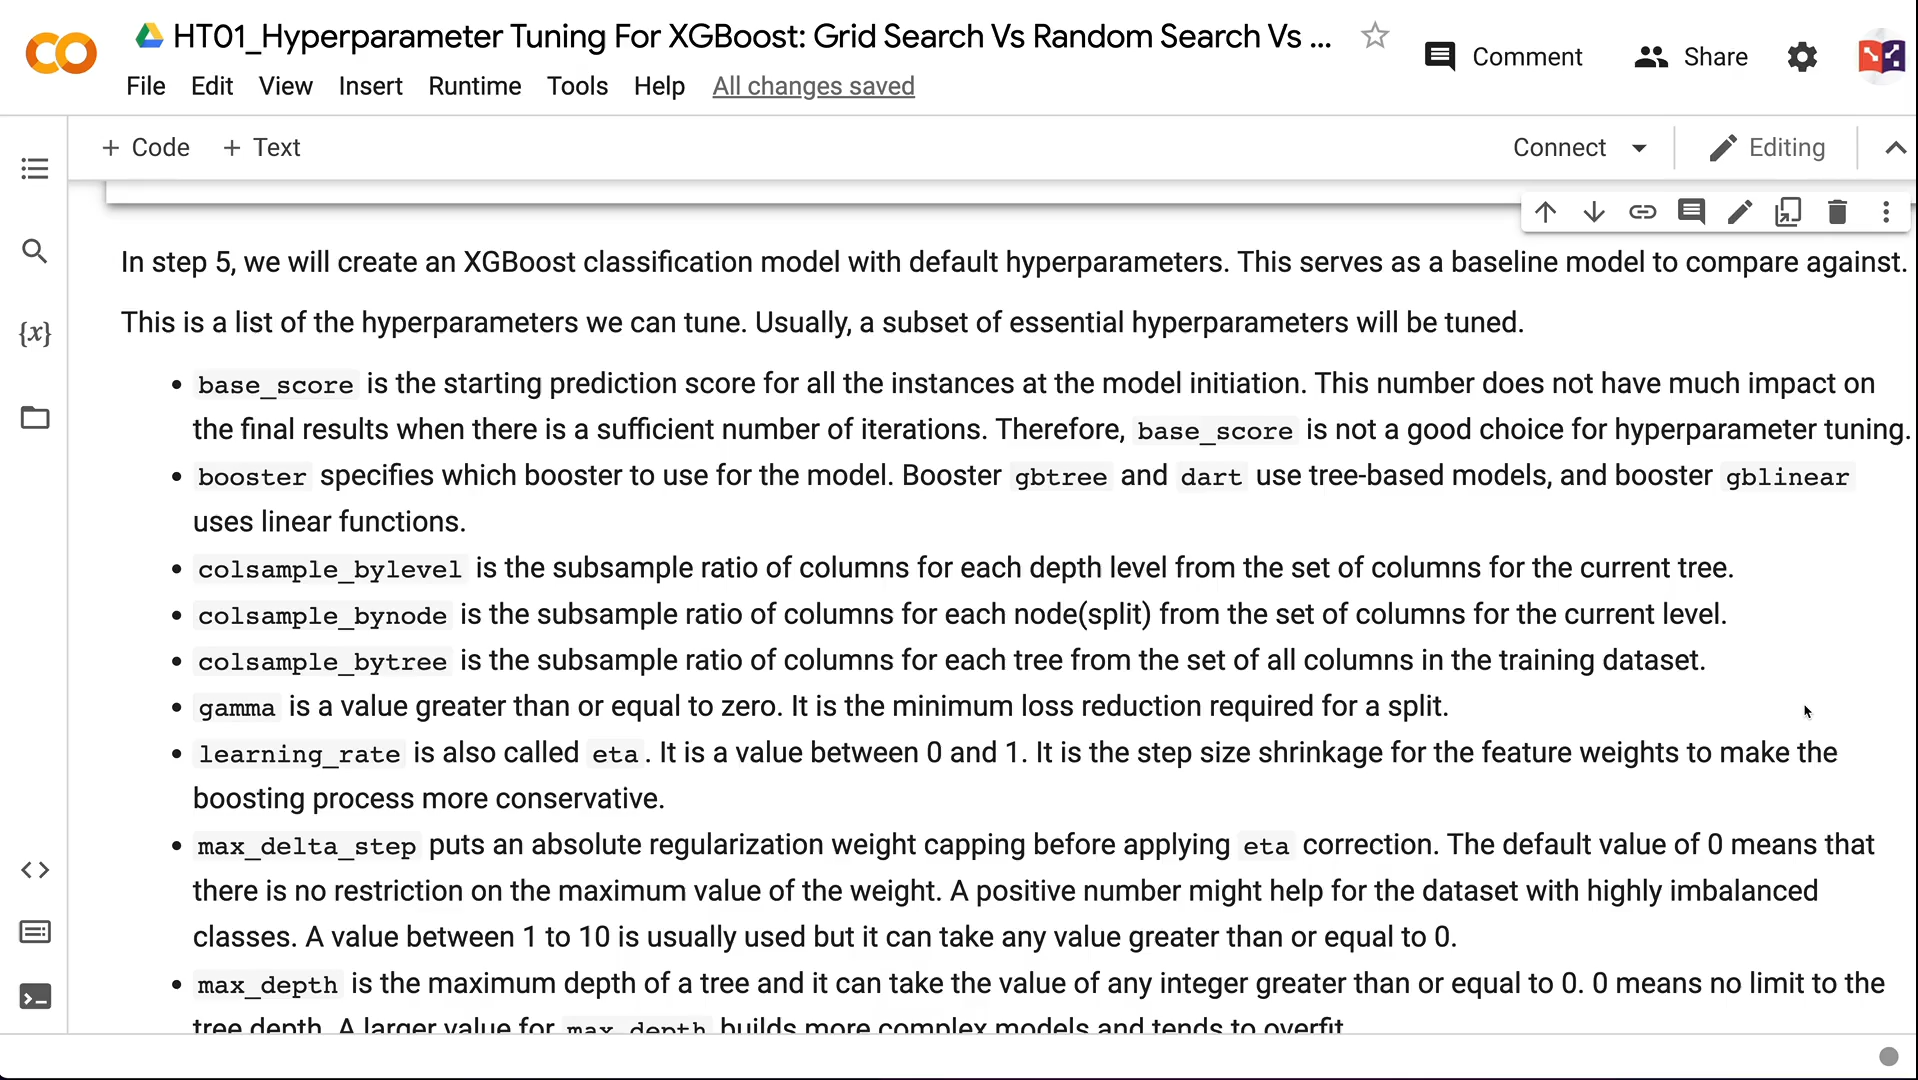 HT01_Hyperparameter Tuning For XGBoost: Grid Search Vs Random Search Vs ...
Comment
Share
File Edit View Insert Runtime Tools Help All changes saved
+ Code + Text
Connect
Editing
{x}
In step 5, we will create an XGBoost classification model with default hyperparameters. This serves as a baseline model to compare against.
This is a list of the hyperparameters we can tune. Usually, a subset of essential hyperparameters will be tuned.
• base_score is the starting prediction score for all the instances at the model initiation. This number does not have much impact on
the final results when there is a sufficient number of iterations. Therefore, base_score is not a good choice for hyperparameter tuning.
• booster specifies which booster to use for the model. Booster gbtree and dart use tree-based models, and booster gblinear
uses linear functions.
• colsample_bylevel is the subsample ratio of columns for each depth level from the set of columns for the current tree.
• colsample_bynode is the subsample ratio of columns for each node(split) from the set of columns for the current level.
• colsample_bytree is the subsample ratio of columns for each tree from the set of all columns in the training dataset.
• gamma is a value greater than or equal to zero. It is the minimum loss reduction required for a split.
• learning_rate is also called eta. It is a value between 0 and 1. It is the step size shrinkage for the feature weights to make the
boosting process more conservative.
• max_delta_step puts an absolute regularization weight capping before applying eta correction. The default value of 0 means that
there is no restriction on the maximum value of the weight. A positive number might help for the dataset with highly imbalanced
classes. A value between 1 to 10 is usually used but it can take any value greater than or equal to 0.
• max_depth is the maximum depth of a tree and it can take the value of any integer greater than or equal to 0. 0 means no limit to the
tree depth. A larger value for max_depth builds more complex models and tends to overfit.